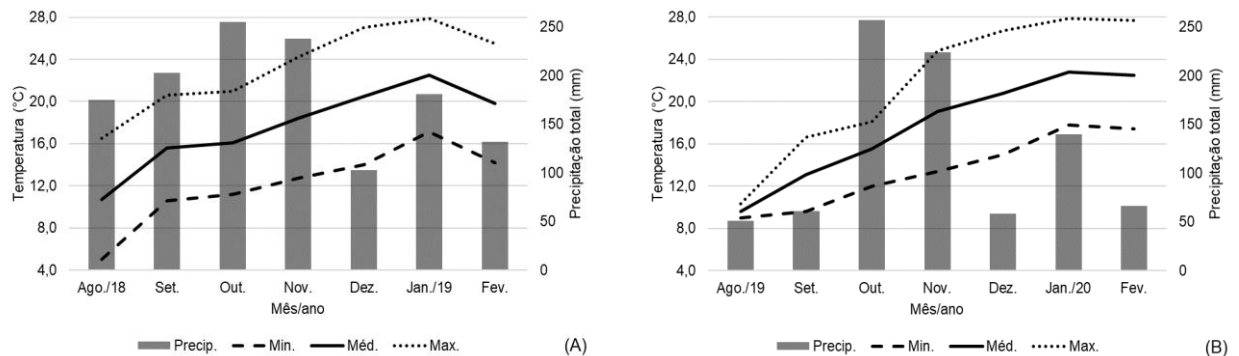 28,0
24,0
20,0
16,0
12,0
8,0
4,0
Temperatura (°C)
250
200
150
100
50
0
Precipitação total (mm)
Ago./18 Set. Out. Nov. Dez. Jan./19 Fev.
Mês/ano
Precip. Min. Méd. Max.
(A)
28,0
24,0
20,0
16,0
12,0
8,0
4,0
Temperatura (°C)
250
200
150
100
50
0
Precipitação total (mm)
Ago./19 Set. Out. Nov. Dez. Jan./20 Fev.
Mês/ano
Precip. Min. Méd. Max.
(B)